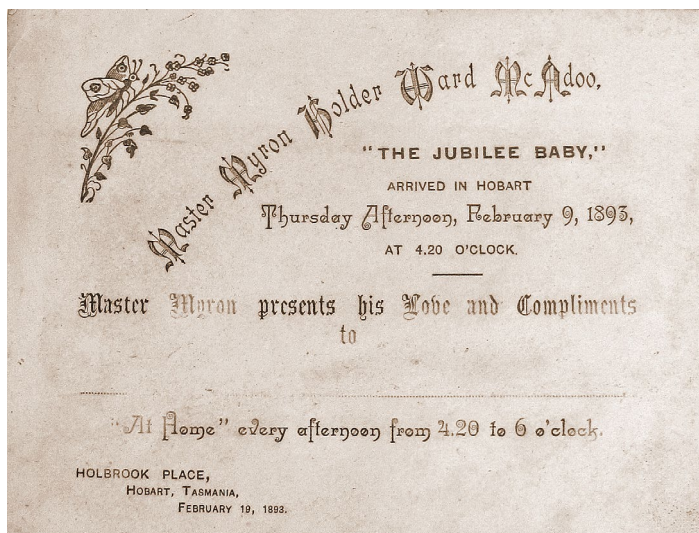 Master Myron Holder Ward McAdoo,
"THE JUBILEE BABY,"
ARRIVED IN HOBART
Thursday Afternoon, February 9, 1893,
AT 4.20 O'CLOCK.
Master Myron presents his Love and Compliments
to
"At Home" every afternoon from 4.20 to 6 o'clock.
HOLBROOK PLACE,
HOBART, TASMANIA,
FEBRUARY 19, 1893.